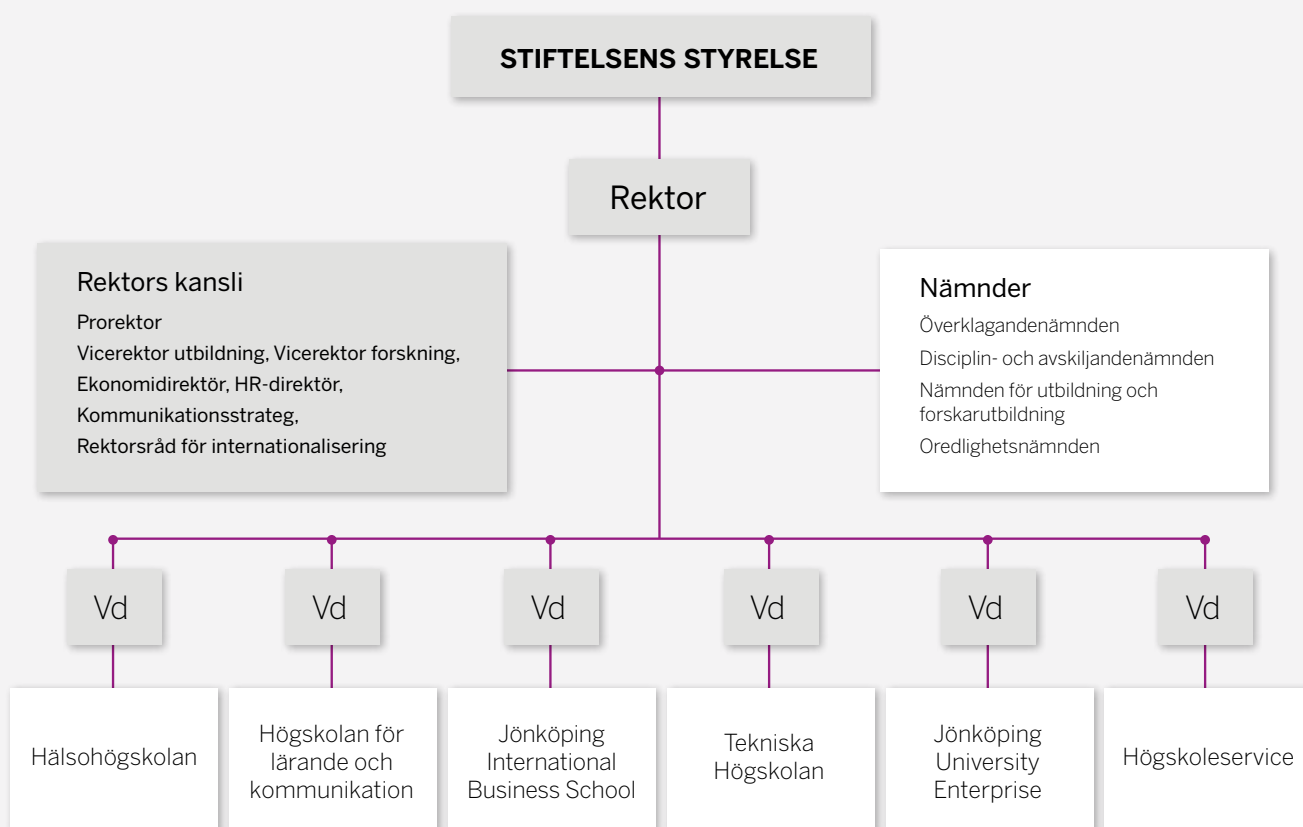 STIFTELSENS STYRELSE
Rektor
Rektors kansli
Prorektor
Vicerektor utbildning, Vicerektor forskning,
Ekonomidirektör, HR-direktör,
Kommunikationsstrateg,
Rektorsråd för internationalisering
Nämnder
Överklagandenämnden
Disciplin- och avskiljandenämnden
Nämnden för utbildning och
forskarutbildning
Oredlighetsnämnden
Vd
Vd
Vd
Vd
Vd
Vd
Hälsohögskolan
Högskolan för
lärande och
kommunikation
Jönköping
International
Business School
Tekniska
Högskolan
Jönköping
University
Enterprise
Högskoleservice